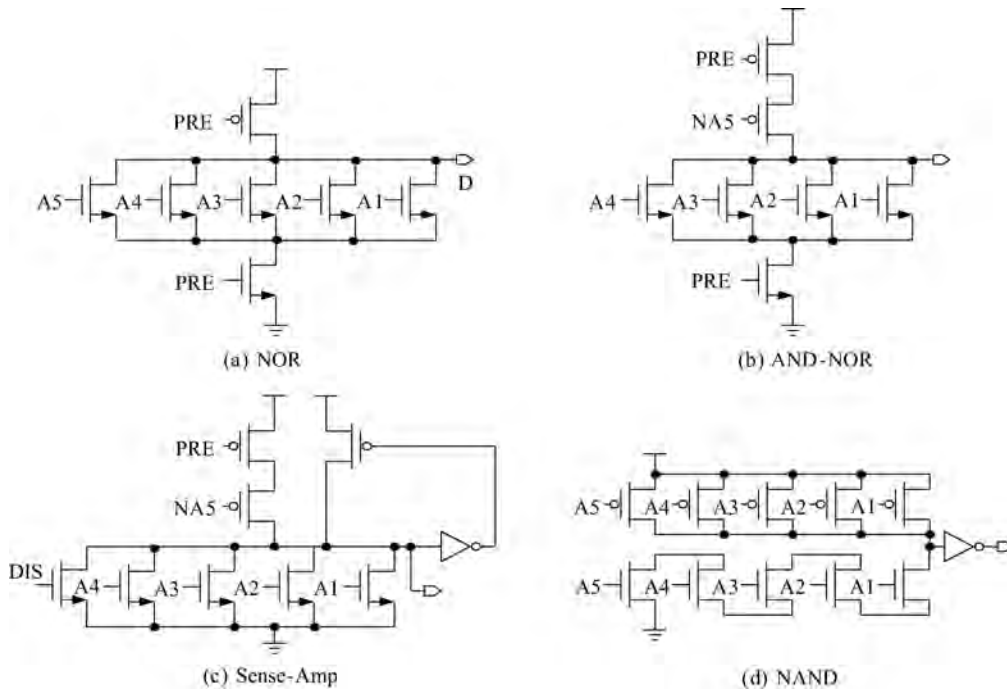 PRE
A5 A4 A3 A2 A1
D
PRE
(a) NOR
PRE
NA5
A4 A3 A2 A1
PRE
(b) AND-NOR
PRE
NA5
DIS A4 A3 A2 A1
(c) Sense-Amp
A5 A4 A3 A2 A1
A5 A4 A3 A2 A1
(d) NAND